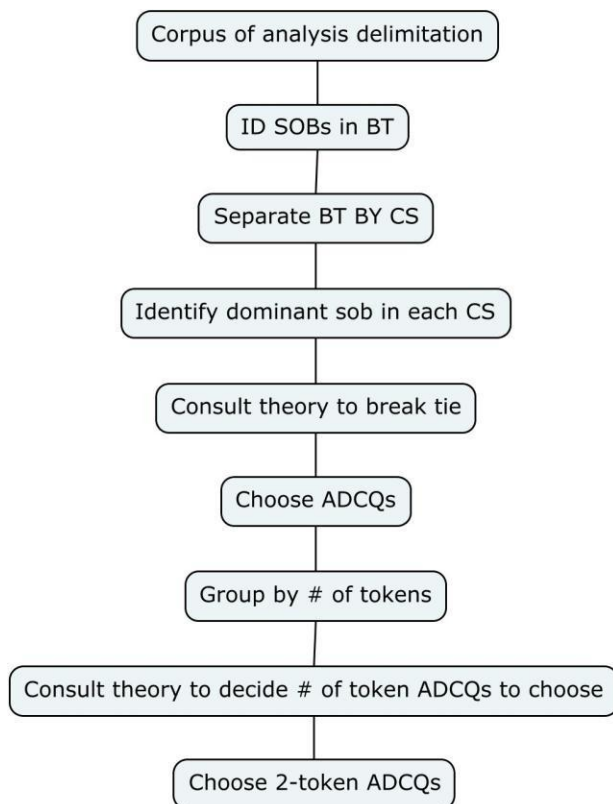 Corpus of analysis delimitation
ID SOBs in BT
Separate BT BY CS
Identify dominant sob in each CS
Consult theory to break tie
Choose ADCQs
Group by # of tokens
Consult theory to decide # of token ADCQs to choose
Choose 2-token ADCQs